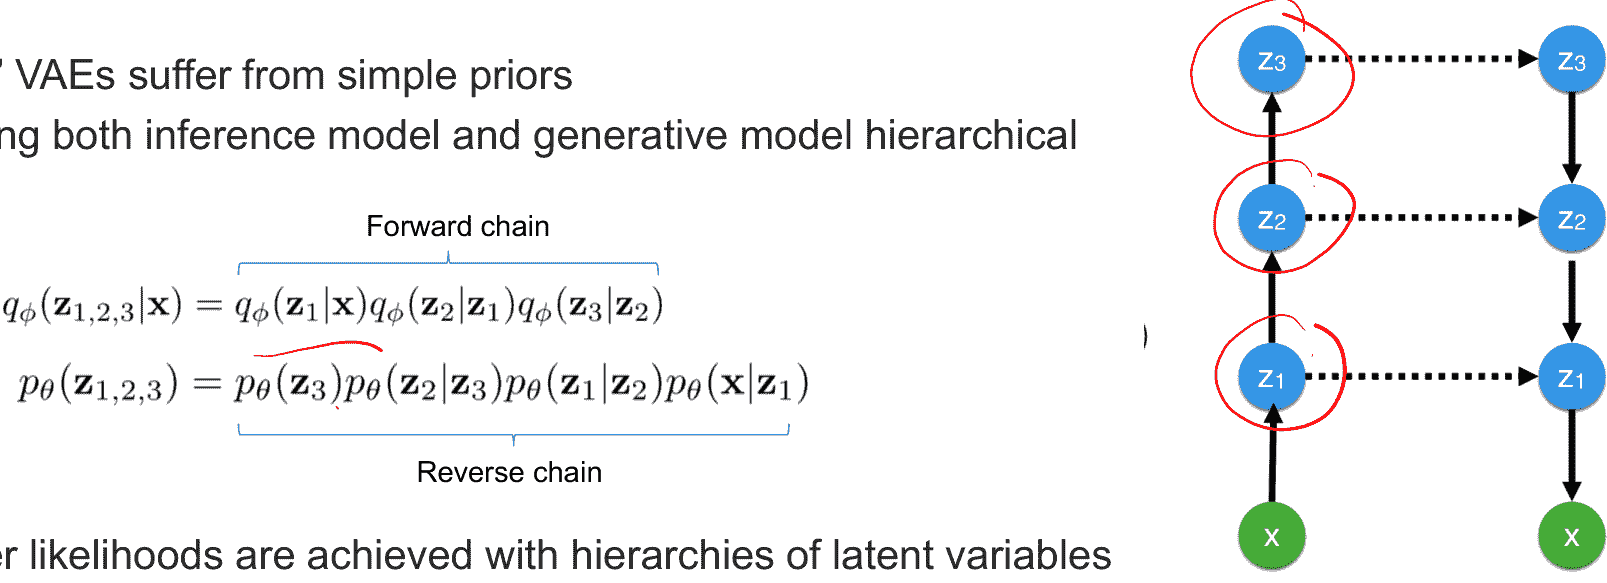 VAEs suffer from simple priors
ng both inference model and generative model hierarchical
Forward chain
qϕ(z1,2,3|x) = qϕ(z1|x)qϕ(z2|z1)qϕ(z3|z2)
pθ(z1,2,3) = pθ(z3)pθ(z2|z3)pθ(z1|z2)pθ(x|z1)
Reverse chain
er likelihoods are achieved with hierarchies of latent variables
)
z3 z3
z2 z2
z1 z1
x x